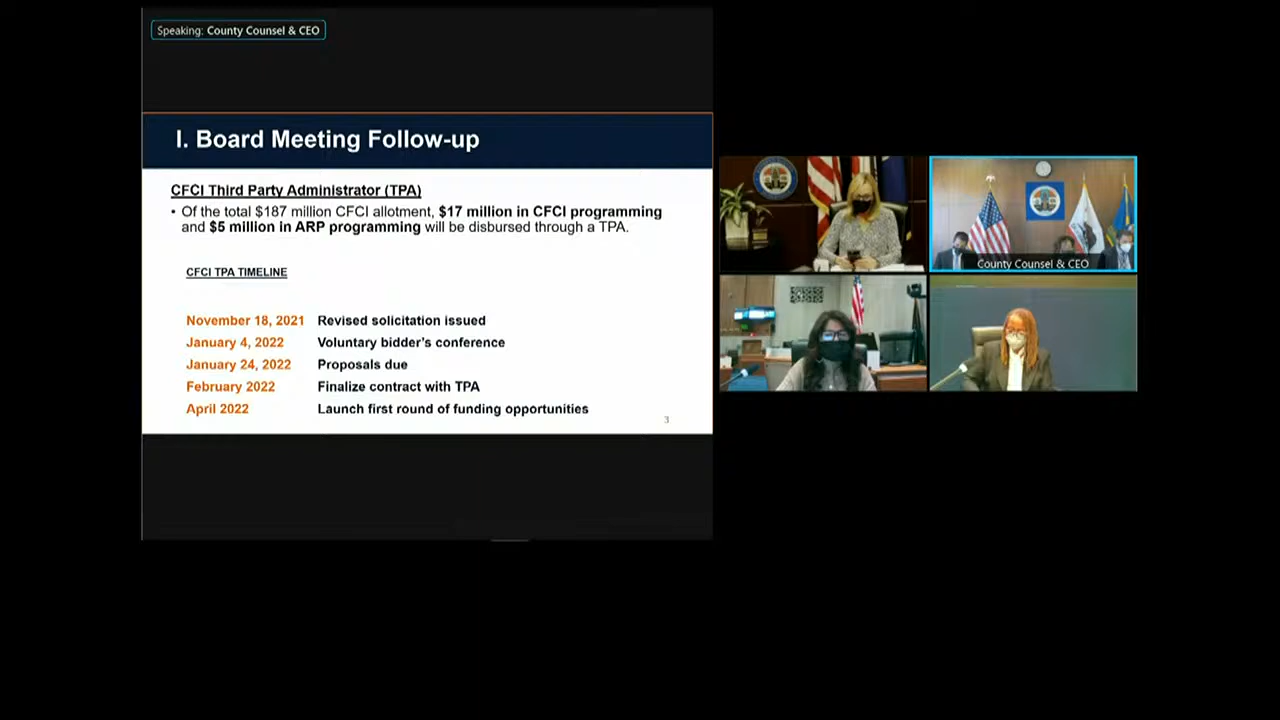 Speaking: County Counsel & CEO
I. Board Meeting Follow-up
CFCI Third Party Administrator (TPA)
• Of the total $187 million CFCI allotment, $17 million in CFCI programming
and $5 million in ARP programming will be disbursed through a TPA.
CFCI TPA TIMELINE
November 18, 2021 Revised solicitation issued
January 4, 2022 Voluntary bidder’s conference
January 24, 2022 Proposals due
February 2022 Finalize contract with TPA
April 2022 Launch first round of funding opportunities
3
County Counsel & CEO